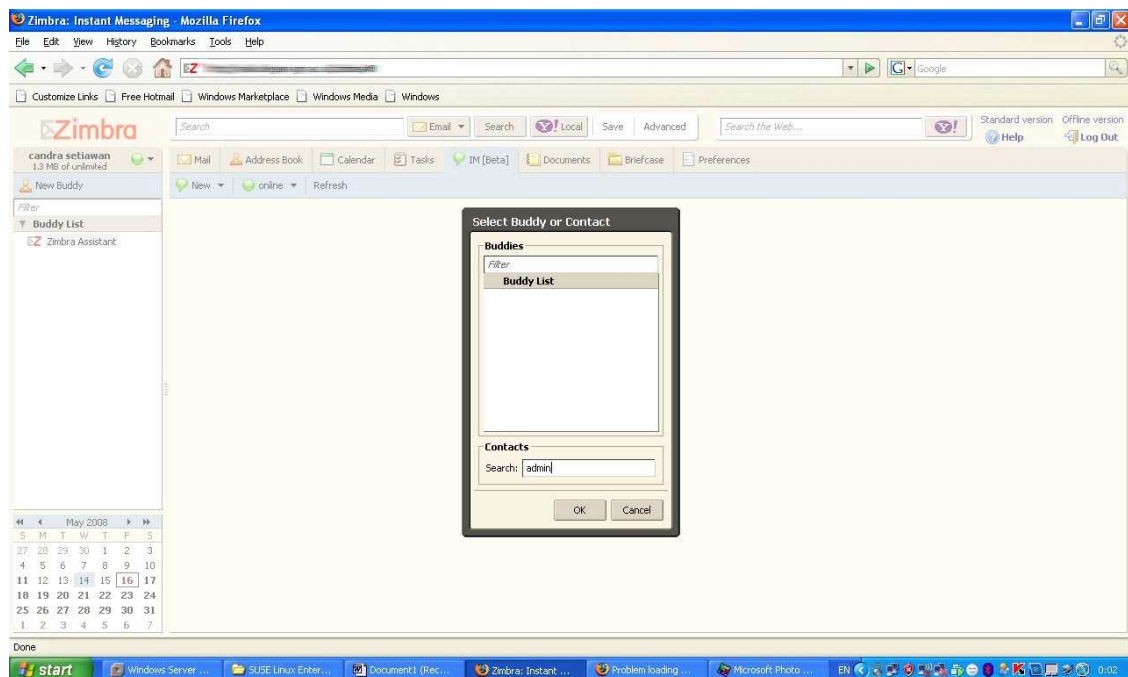 Zimbra: Instant Messaging - Mozilla Firefox
File Edit View History Bookmarks Tools Help
G Google
Customize Links Free Hotmail Windows Marketplace Windows Media Windows
Zimbra
Search
Email Search Y! Local Save Advanced
Search the Web...
Y!
Standard version Offline version
Help Log Out
candra setiawan
1.3 MB of unlimited
Mail Address Book Calendar Tasks IM [Beta] Documents Briefcase Preferences
New Buddy
New online Refresh
Filter
Buddy List
Zimbra Assistant
Select Buddy or Contact
Buddies
Filter
Buddy List
Contacts
Search: admin
OK Cancel
May 2008
S M T W T F S
27 28 29 30 1 2 3
4 5 6 7 8 9 10
11 12 13 14 15 16 17
18 19 20 21 22 23 24
25 26 27 28 29 30 31
1 2 3 4 5 6 7
Done
start Windows Server ... SUSE Linux Enter... Document1 (Rec... Zimbra: Instant ... Problem loading ... Microsoft Photo ... EN 0:02